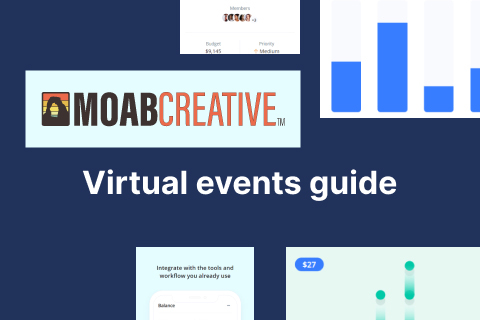 Members
+3
Budget
Priority
$9,145
Medium
MOABCREATIVE TM
Virtual events guide
Integrate with the tools and
workflow you already use
$27
Balance